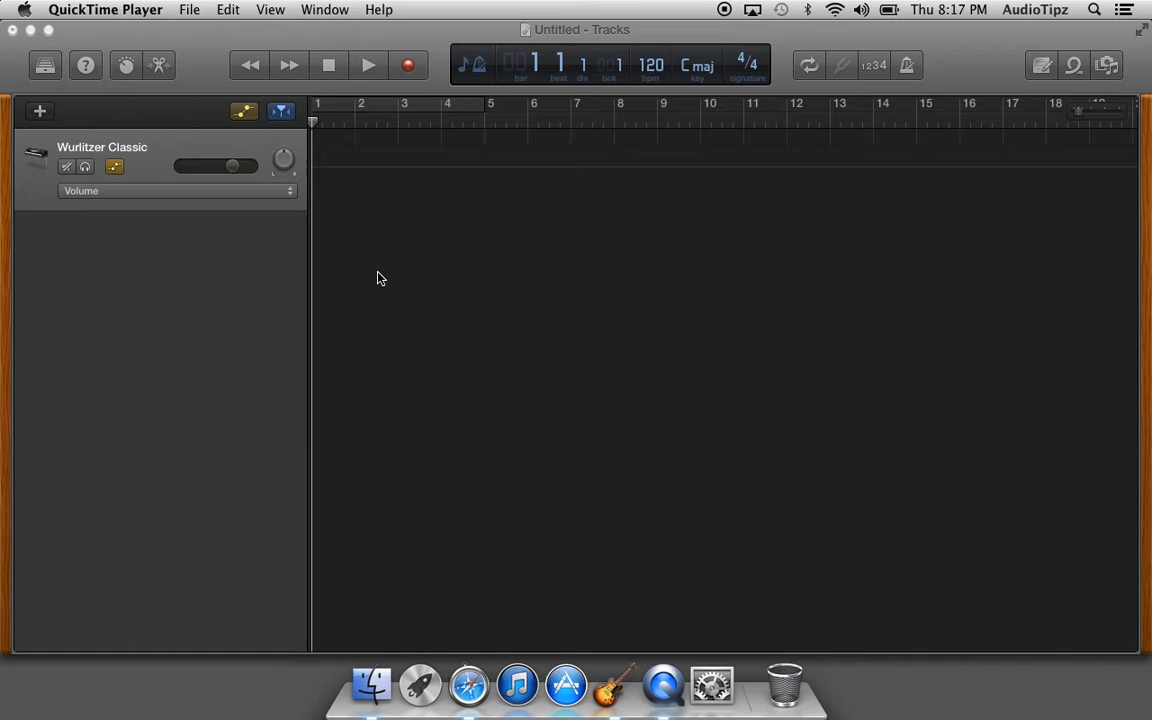 QuickTime Player File Edit View Window Help Thu 8:17 PM AudioTipz
Untitled - Tracks
1 1 1 1 120 C maj 4/4
bar beat div tick bpm key signature
1234
1 2 3 4 5 6 7 8 9 10 11 12 13 14 15 16 17 18 19
Wurlitzer Classic
L R
Volume